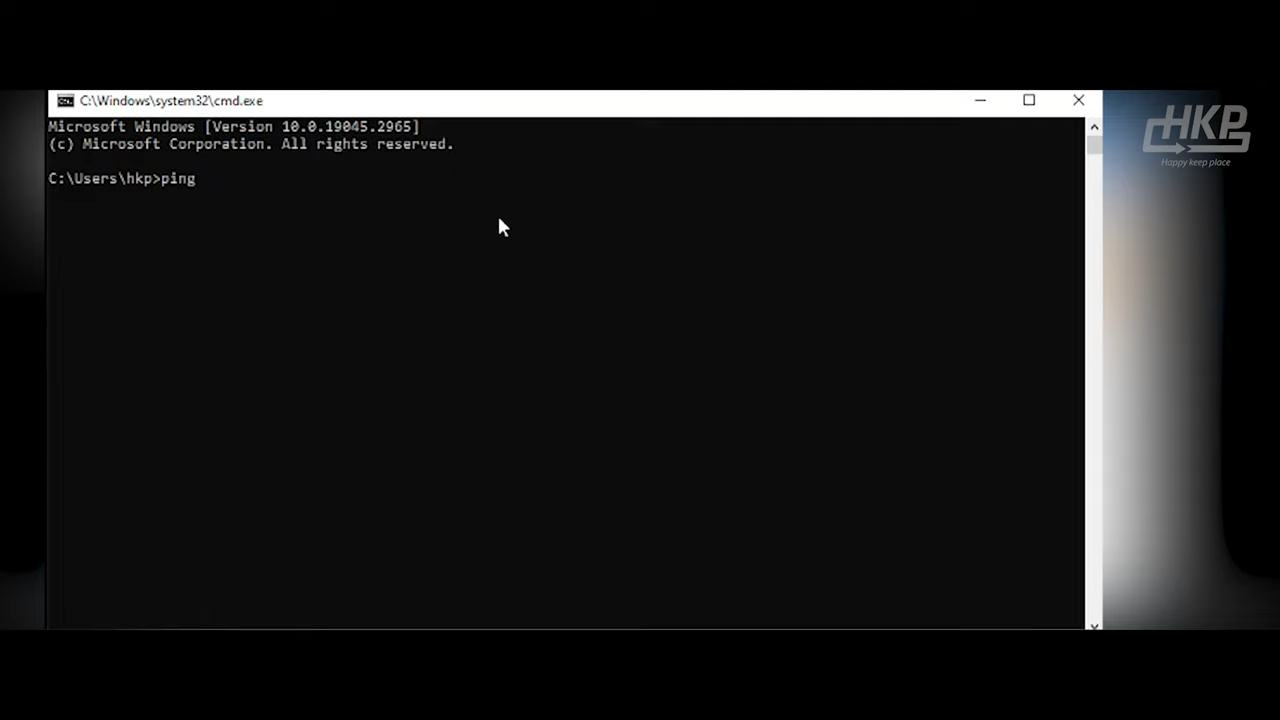 C:\Windows\system32\cmd.exe
Microsoft Windows [Version 10.0.19045.2965]
(c) Microsoft Corporation. All rights reserved.
C:\Users\hkp>ping
HKP
Happy keep place